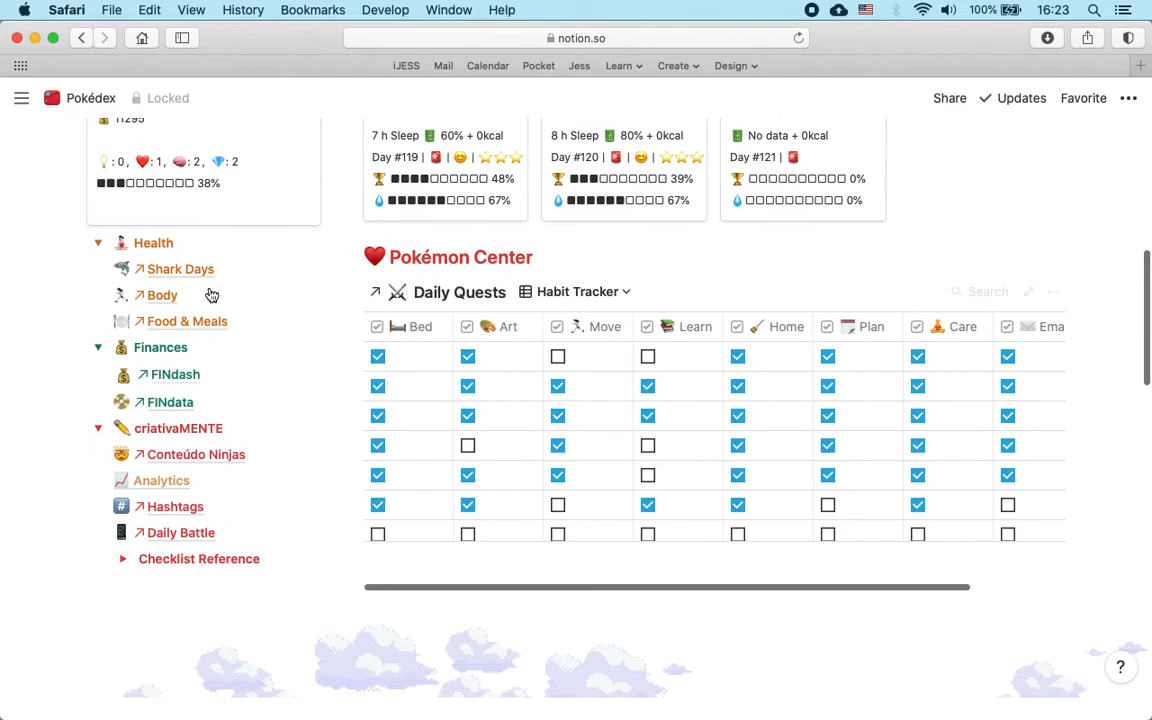 Safari File Edit View History Bookmarks Develop Window Help 100% 16:23
notion.so
iJESS Mail Calendar Pocket Jess Learn Create Design
Pokédex Locked Share Updates Favorite
11295
💡:0, ❤️:1, 🧠:2, 💎:2
38%
7 h Sleep 60% + 0kcal
Day #119 | | |
48%
67%
8 h Sleep 80% + 0kcal
Day #120 | | |
39%
67%
No data + 0kcal
Day #121 |
0%
0%
Health
Shark Days
Body
Food & Meals
Finances
FINdash
FINdata
criativaMENTE
Conteúdo Ninjas
Analytics
# Hashtags
Daily Battle
Checklist Reference
Pokémon Center
Daily Quests Habit Tracker Search
Bed Art Move Learn Home Plan Care Ema
?